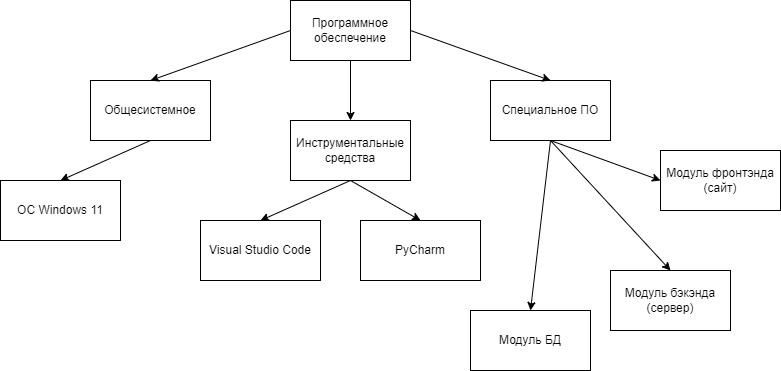 Программное
обеспечение
Общесистемное
Инструментальные
средства
Специальное ПО
ОС Windows 11
Visual Studio Code
PyCharm
Модуль фронтэнда
(сайт)
Модуль бэкэнда
(сервер)
Модуль БД